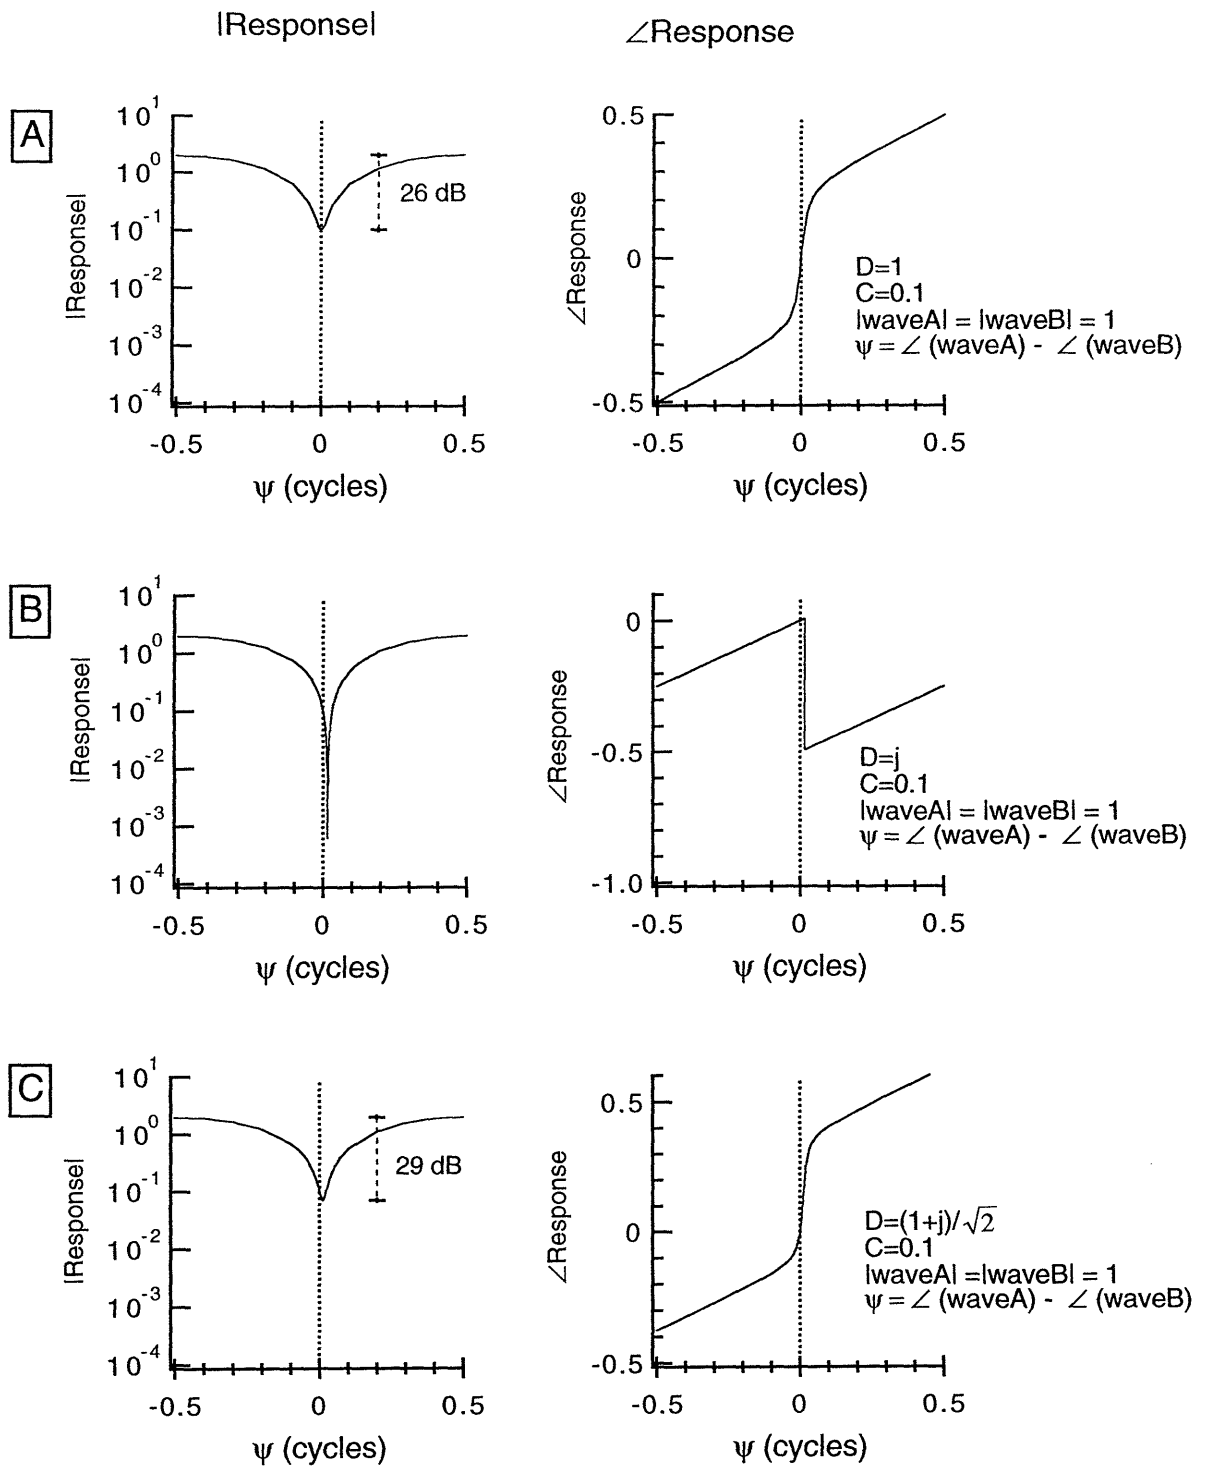 |Response|
∠Response
A
|Response|
10^1
10^0
10^-1
10^-2
10^-3
10^-4
26 dB
-0.5 0 0.5
ψ (cycles)
∠Response
0.5
0
-0.5
D=1
C=0.1
|waveA| = |waveB| = 1
ψ = ∠ (waveA) - ∠ (waveB)
-0.5 0 0.5
ψ (cycles)
B
|Response|
10^1
10^0
10^-1
10^-2
10^-3
10^-4
-0.5 0 0.5
ψ (cycles)
∠Response
0
-0.5
-1.0
D=j
C=0.1
|waveA| = |waveB| = 1
ψ = ∠ (waveA) - ∠ (waveB)
-0.5 0 0.5
ψ (cycles)
C
|Response|
10^1
10^0
10^-1
10^-2
10^-3
10^-4
29 dB
-0.5 0 0.5
ψ (cycles)
∠Response
0.5
0
-0.5
D=(1+j)/√2
C=0.1
|waveA| =|waveB| = 1
ψ = ∠ (waveA) - ∠ (waveB)
-0.5 0 0.5
ψ (cycles)